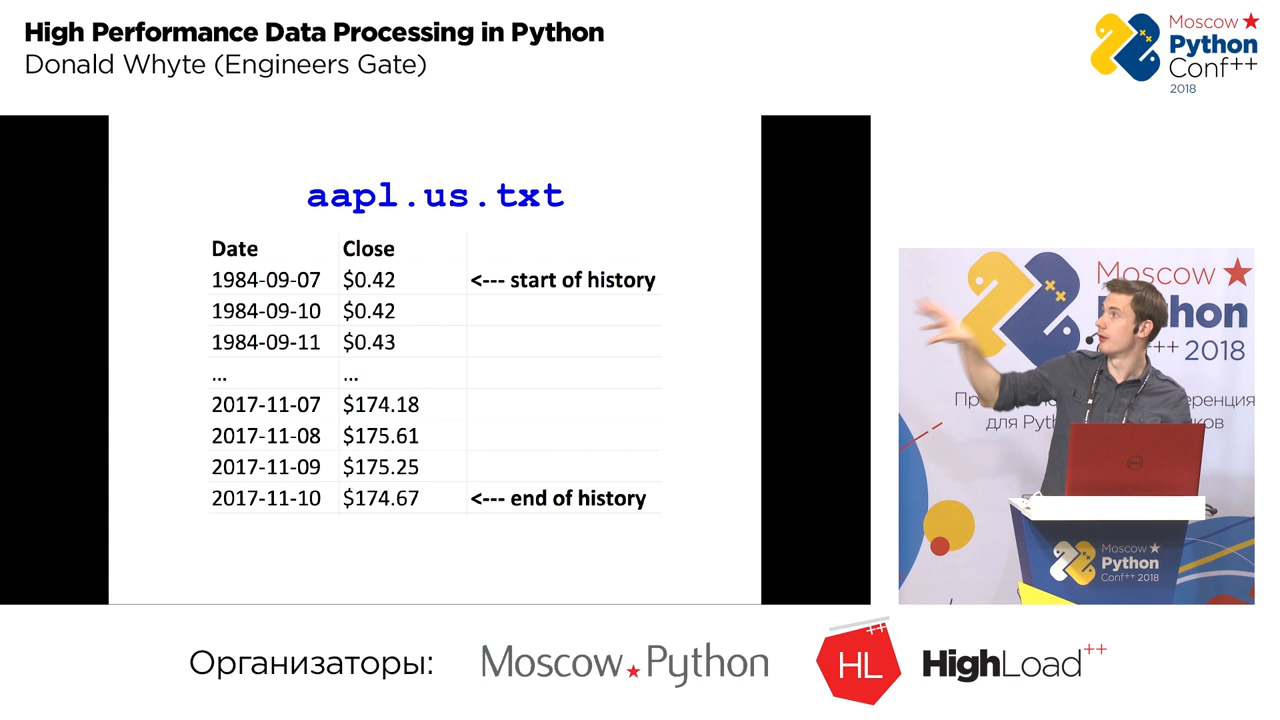 High Performance Data Processing in Python
Donald Whyte (Engineers Gate)
Moscow
Python
Conf++
2018
aapl.us.txt
Date Close
1984-09-07 $0.42 <--- start of history
1984-09-10 $0.42
1984-09-11 $0.43
... ...
2017-11-07 $174.18
2017-11-08 $175.61
2017-11-09 $175.25
2017-11-10 $174.67 <--- end of history
Moscow
2018
для
Moscow
Python
Conf++ 2018
Организаторы:
Moscow Python
HL++
HighLoad++